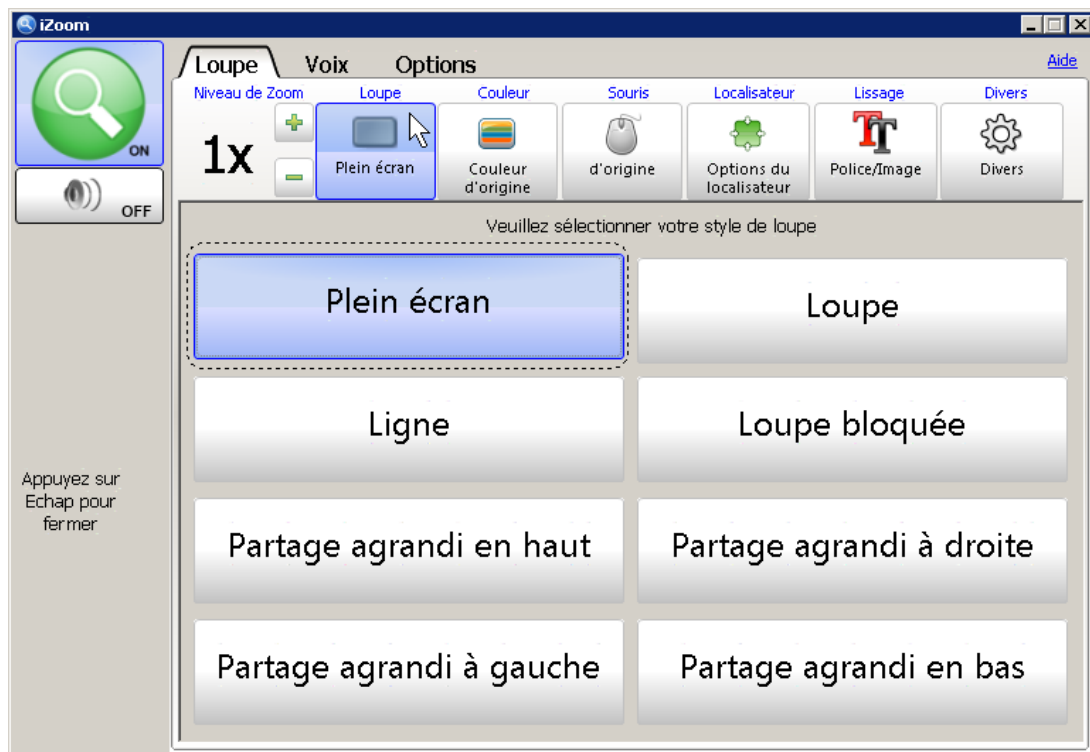 iZoom
ON
OFF
Appuyez sur
Echap pour
fermer
Loupe Voix Options Aide
Niveau de Zoom Loupe Couleur Souris Localisateur Lissage Divers
1x
Plein écran
Couleur
d'origine
d'origine
Options du
localisateur
Police/Image
Divers
Veuillez sélectionner votre style de loupe
Plein écran
Loupe
Ligne
Loupe bloquée
Partage agrandi en haut
Partage agrandi à droite
Partage agrandi à gauche
Partage agrandi en bas